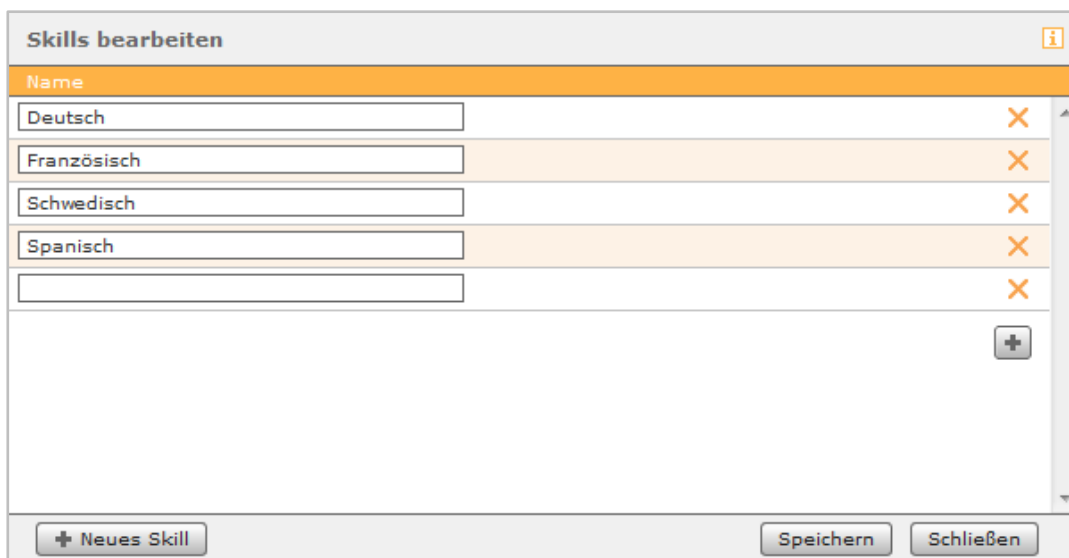 Skills bearbeiten
Name
Deutsch
Französisch
Schwedisch
Spanisch
Neues Skill Speichern Schließen